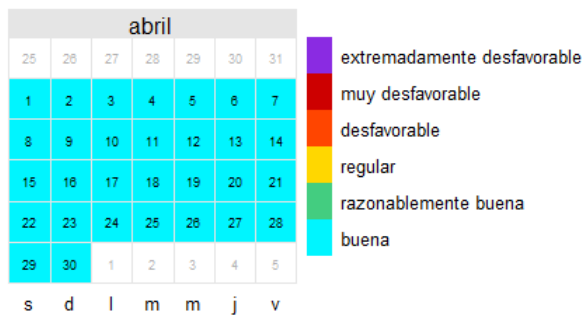 abril
25 26 27 28 29 30 31
1 2 3 4 5 6 7
8 9 10 11 12 13 14
15 16 17 18 19 20 21
22 23 24 25 26 27 28
29 30 1 2 3 4 5
s d l m m j v
extremadamente desfavorable
muy desfavorable
desfavorable
regular
razonablemente buena
buena